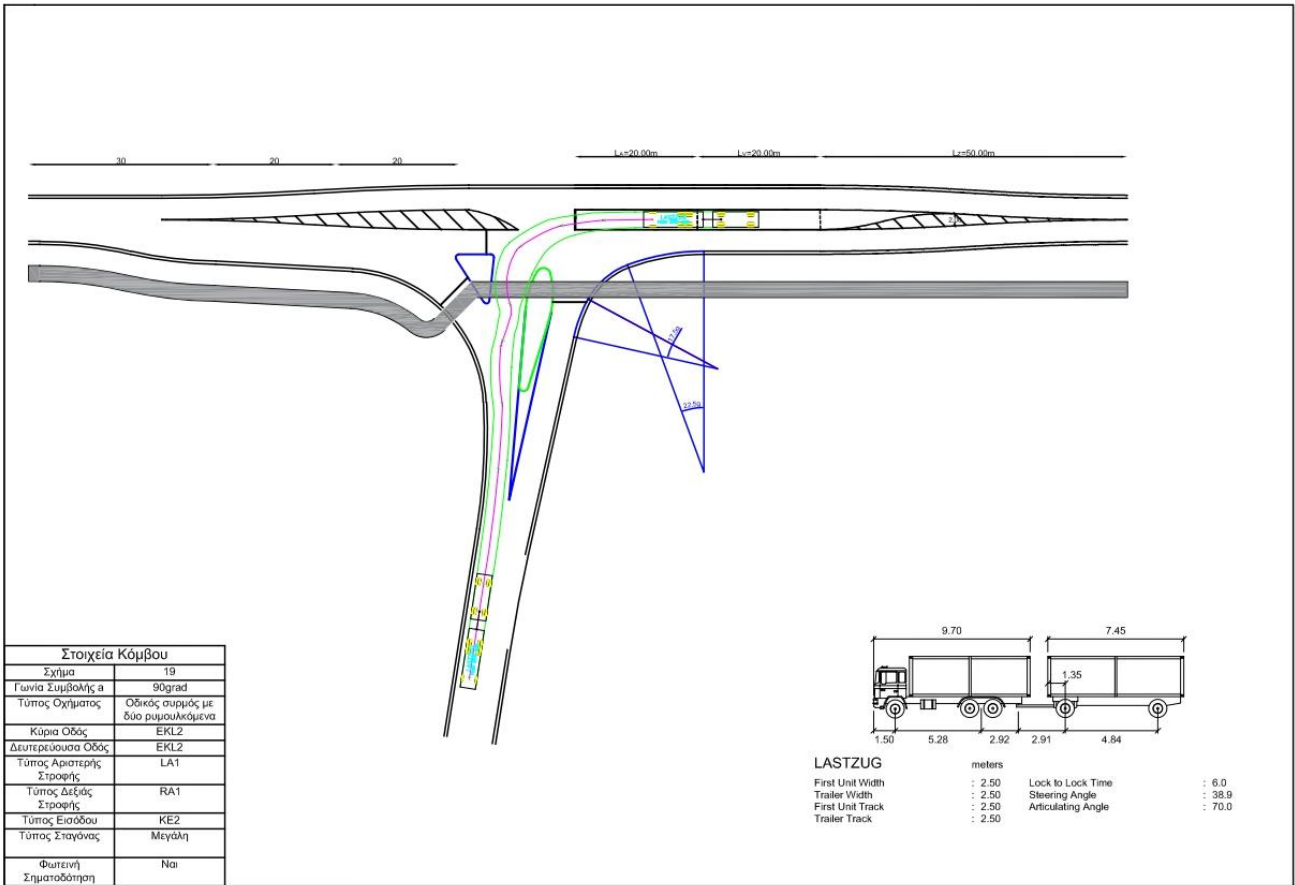 30
20
20
LA=20.00m
LV=20.00m
LZ=50.00m
17.5g
22.5g
Στοιχεία Κόμβου
Σχήμα 19
Γωνία Συμβολής a 90grad
Τύπος Οχήματος Οδικός συρμός με
δύο ρυμουλκόμενα
Κύρια Οδός EKL2
Δευτερεύουσα Οδός EKL2
Τύπος Αριστερής
Στροφής LA1
Τύπος Δεξιάς
Στροφής RA1
Τύπος Εισόδου KE2
Τύπος Σταγόνας Μεγάλη
Φωτεινή
Σηματοδότηση Ναι
9.70
7.45
1.35
1.50
5.28
2.92
2.91
4.84
LASTZUG
meters
First Unit Width : 2.50 Lock to Lock Time : 6.0
Trailer Width : 2.50 Steering Angle : 38.9
First Unit Track : 2.50 Articulating Angle : 70.0
Trailer Track : 2.50